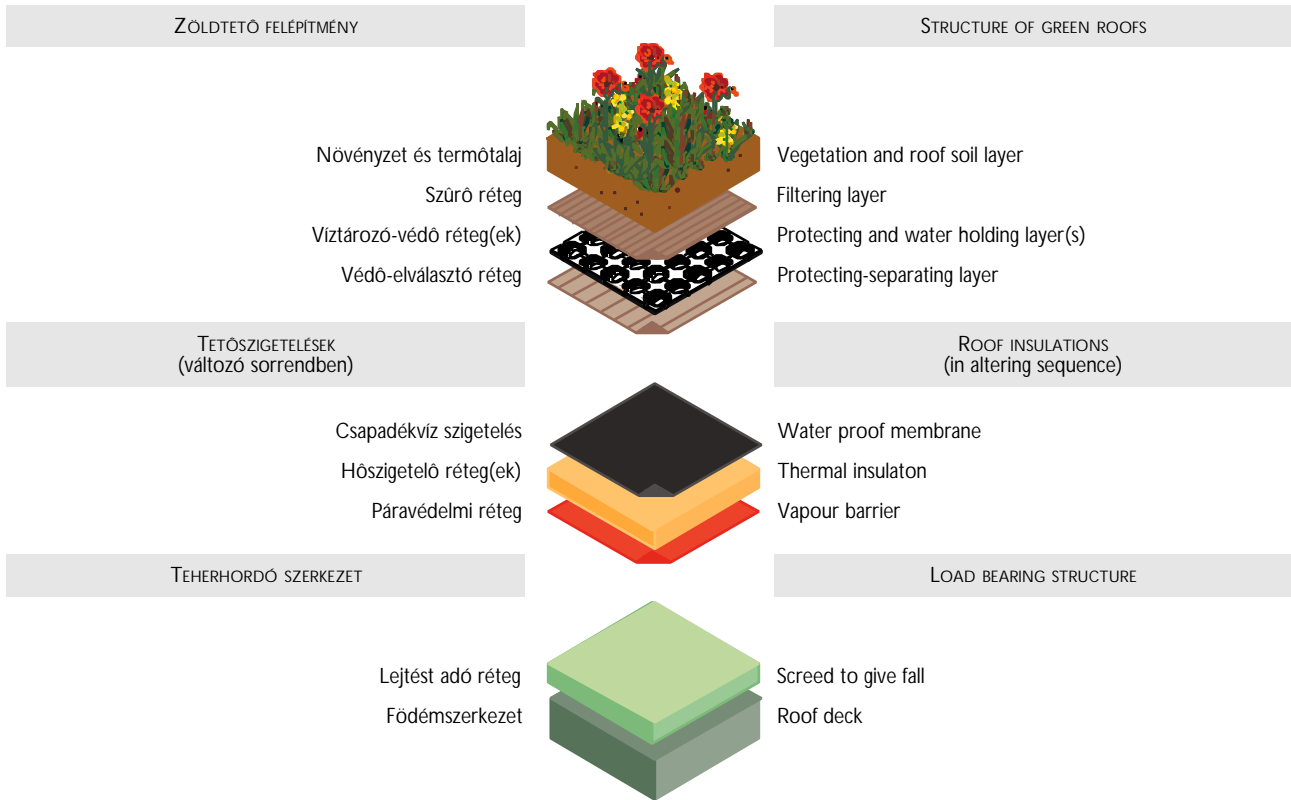 ZÖLDTETÔ FELÉPÍTMÉNY
STRUCTURE OF GREEN ROOFS
Növényzet és termôtalaj
Vegetation and roof soil layer
Szûrô réteg
Filtering layer
Víztározó-védô réteg(ek)
Protecting and water holding layer(s)
Védô-elválasztó réteg
Protecting-separating layer
TETÔSZIGETELÉSEK
(változó sorrendben)
ROOF INSULATIONS
(in altering sequence)
Csapadékvíz szigetelés
Water proof membrane
Hôszigetelô réteg(ek)
Thermal insulaton
Páravédelmi réteg
Vapour barrier
TEHERHORDÓ SZERKEZET
LOAD BEARING STRUCTURE
Lejtést adó réteg
Screed to give fall
Födémszerkezet
Roof deck